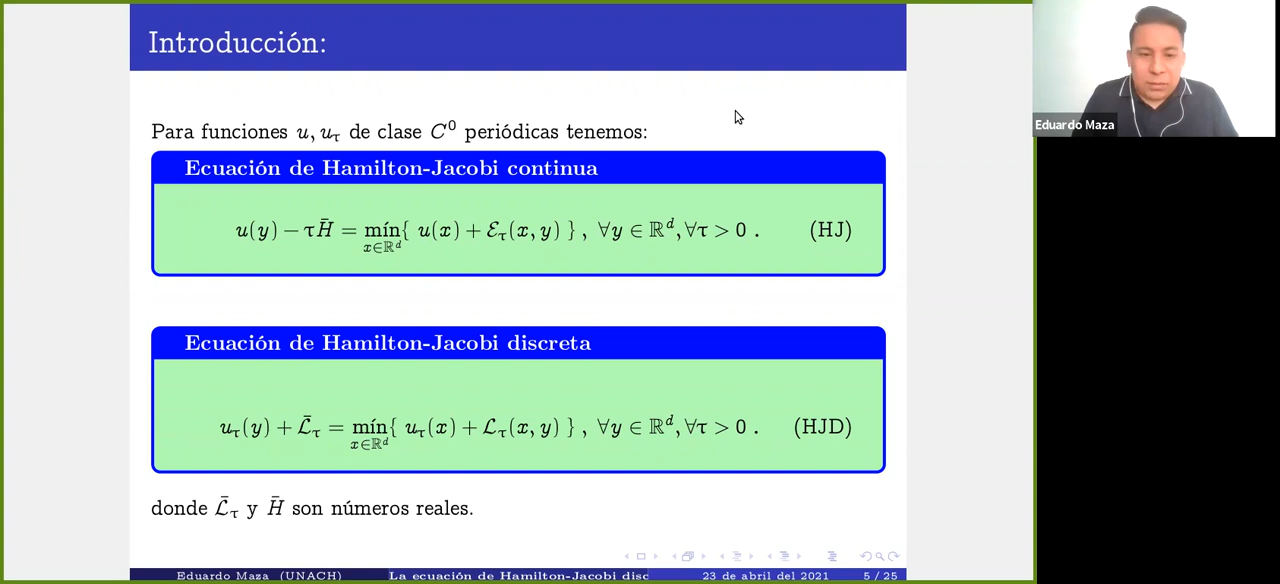 Introducción:
Para funciones u, u_τ de clase C^0 periódicas tenemos:
Ecuación de Hamilton-Jacobi continua
u(y) − τH̄ = mín_{x∈ℝ^d} { u(x) + ℰ_τ(x, y) } , ∀y ∈ ℝ^d, ∀τ > 0 . (HJ)
Ecuación de Hamilton-Jacobi discreta
u_τ(y) + ℒ̄_τ = mín_{x∈ℝ^d} { u_τ(x) + ℒ_τ(x, y) } , ∀y ∈ ℝ^d, ∀τ > 0 . (HJD)
donde ℒ̄_τ y H̄ son números reales.
Eduardo Maza (UNACH) La ecuación de Hamilton-Jacobi disc 23 de abril del 2021 5 / 25
Eduardo Maza